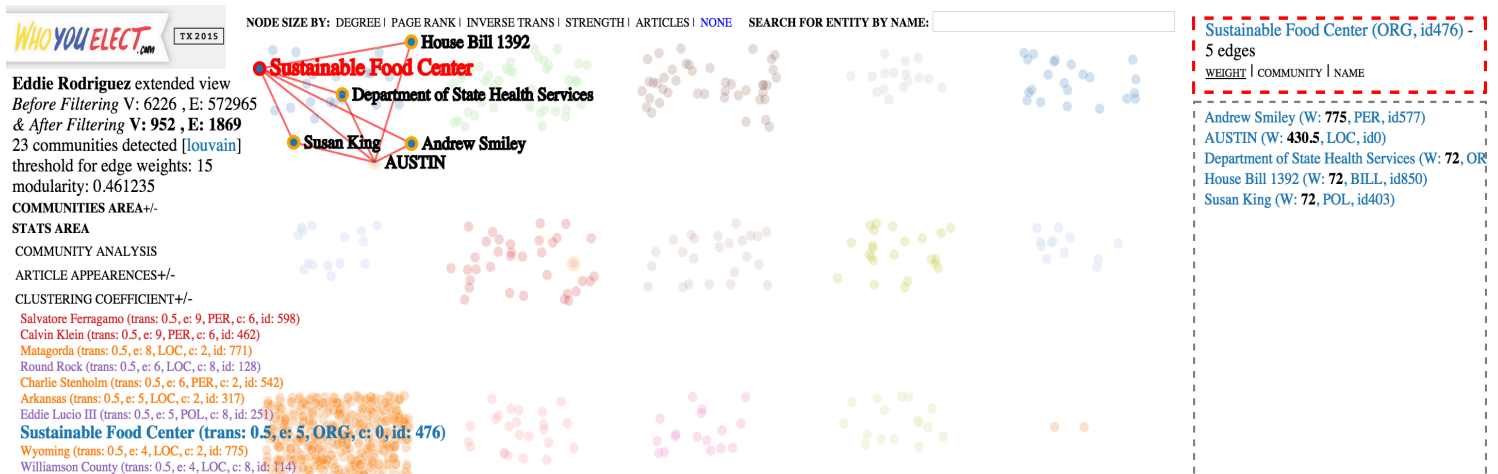 WHOYOUELECT.com
TX 2015
NODE SIZE BY: DEGREE | PAGE RANK | INVERSE TRANS | STRENGTH | ARTICLES | NONE SEARCH FOR ENTITY BY NAME:
Eddie Rodriguez extended view
Before Filtering V: 6226 , E: 572965
& After Filtering V: 952 , E: 1869
23 communities detected [louvain]
threshold for edge weights: 15
modularity: 0.461235
COMMUNITIES AREA+/-
STATS AREA
COMMUNITY ANALYSIS
ARTICLE APPEARENCES+/-
CLUSTERING COEFFICIENT+/-
Salvatore Ferragamo (trans: 0.5, e: 9, PER, c: 6, id: 598)
Calvin Klein (trans: 0.5, e: 9, PER, c: 6, id: 462)
Matagorda (trans: 0.5, e: 8, LOC, c: 2, id: 771)
Round Rock (trans: 0.5, e: 6, LOC, c: 8, id: 128)
Charlie Stenholm (trans: 0.5, e: 6, PER, c: 2, id: 542)
Arkansas (trans: 0.5, e: 5, LOC, c: 2, id: 317)
Eddie Lucio III (trans: 0.5, e: 5, POL, c: 8, id: 251)
Sustainable Food Center (trans: 0.5, e: 5, ORG, c: 0, id: 476)
Wyoming (trans: 0.5, e: 4, LOC, c: 2, id: 775)
Williamson County (trans: 0.5, e: 4, LOC, c: 8, id: 114)
House Bill 1392
Sustainable Food Center
Department of State Health Services
Susan King
Andrew Smiley
AUSTIN
Sustainable Food Center (ORG, id476) -
5 edges
WEIGHT | COMMUNITY | NAME
Andrew Smiley (W: 775, PER, id577)
AUSTIN (W: 430.5, LOC, id0)
Department of State Health Services (W: 72, OR
House Bill 1392 (W: 72, BILL, id850)
Susan King (W: 72, POL, id403)